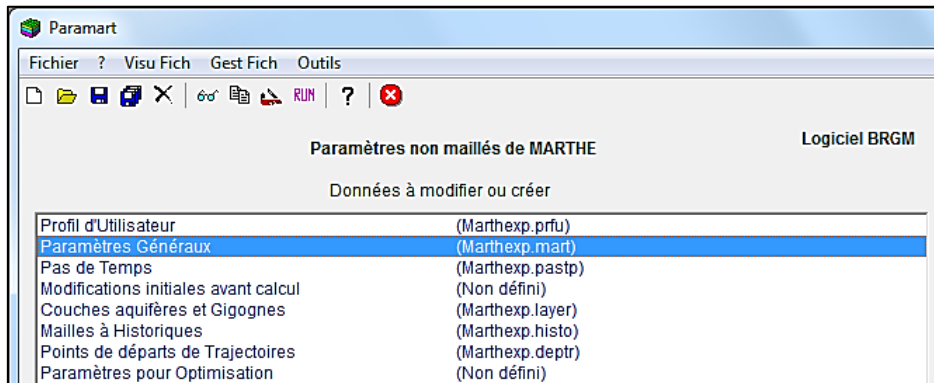 Paramart
Fichier ? Visu Fich Gest Fich Outils
RUN ?
Logiciel BRGM
Paramètres non maillés de MARTHE
Données à modifier ou créer
Profil d'Utilisateur (Marthexp.prfu)
Paramètres Généraux (Marthexp.mart)
Pas de Temps (Marthexp.pastp)
Modifications initiales avant calcul (Non défini)
Couches aquifères et Gigognes (Marthexp.layer)
Mailles à Historiques (Marthexp.histo)
Points de départs de Trajectoires (Marthexp.deptr)
Paramètres pour Optimisation (Non défini)